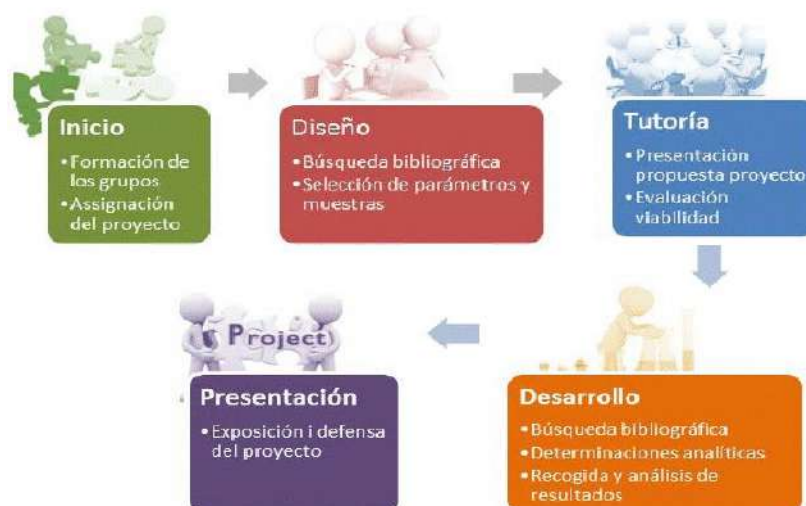 Inicio
• Formación de
los grupos
• Assignación
del proyecto
Diseño
• Búsqueda bibliográfica
• Selección de parámetros y
muestras
Tutoría
• Presentación
propuesta proyecto
• Evaluación
viabilidad
Project
Presentación
• Exposición i defensa
del proyecto
Desarrollo
• Búsqueda bibliográfica
• Determinaciones analíticas
• Recogida y análisis de
resultados